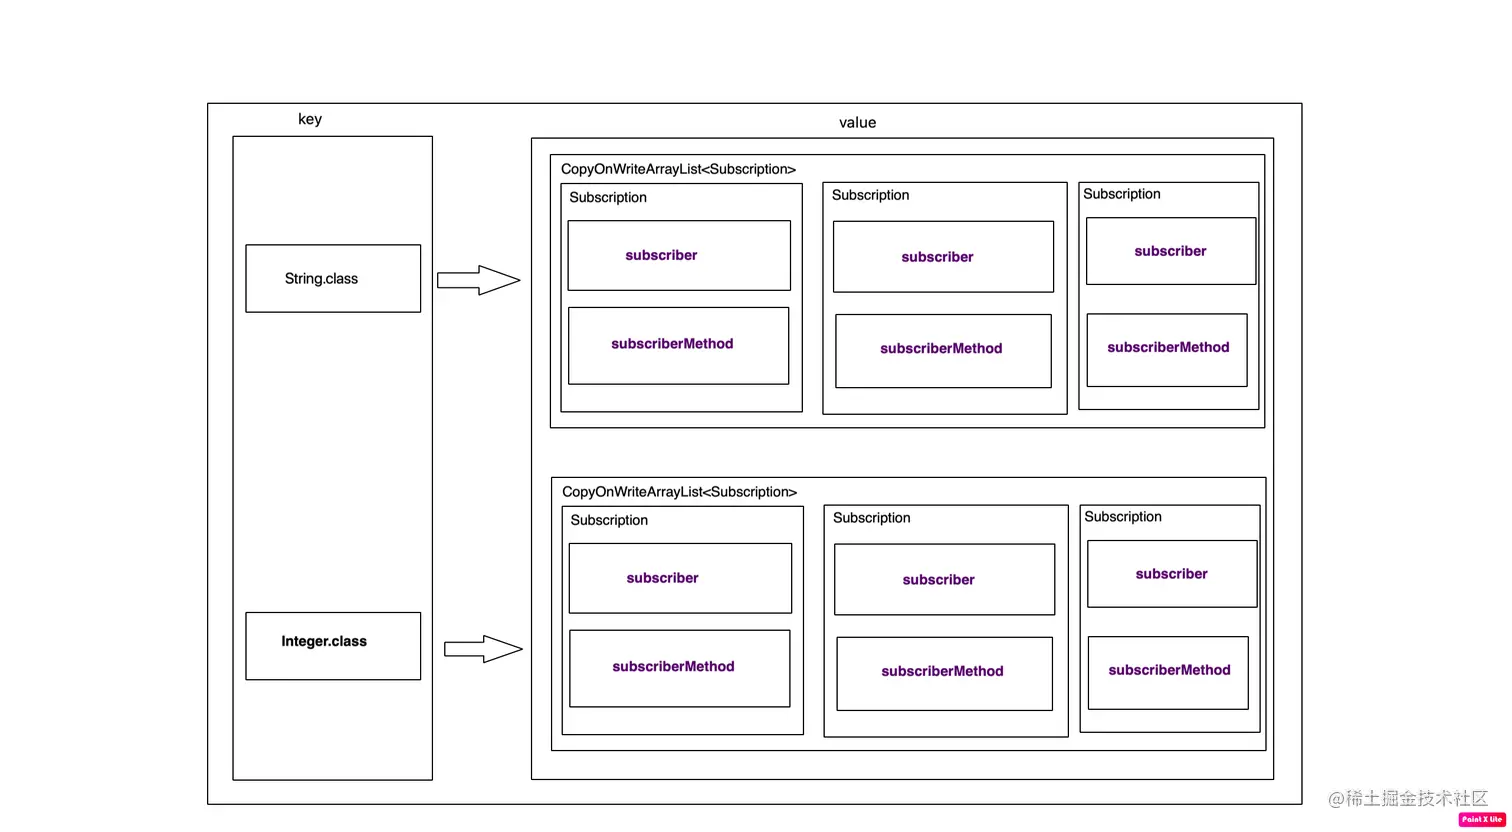 key
value
String.class
CopyOnWriteArrayList<Subscription>
Subscription
subscriber
subscriberMethod
Subscription
subscriber
subscriberMethod
Subscription
subscriber
subscriberMethod
Integer.class
CopyOnWriteArrayList<Subscription>
Subscription
subscriber
subscriberMethod
Subscription
subscriber
subscriberMethod
Subscription
subscriber
subscriberMethod
@稀土掘金技术社区
Paint X Lite